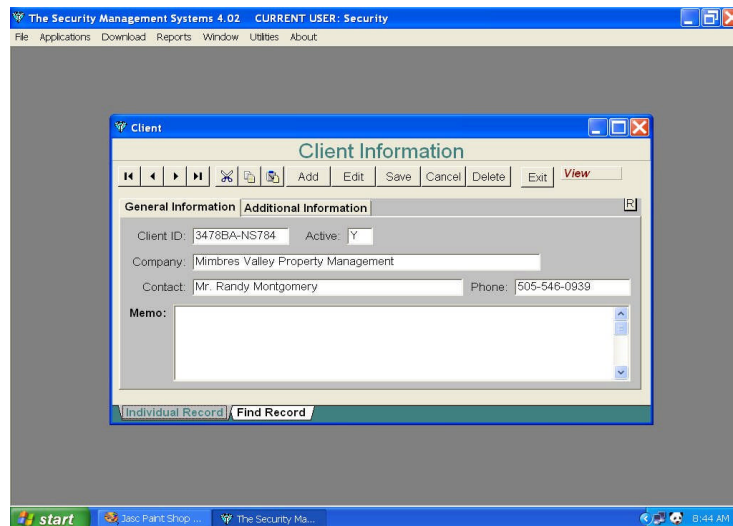 The Security Management Systems 4.02 CURRENT USER: Security
File Applications Download Reports Window Utilities About
Client
Client Information
Add Edit Save Cancel Delete Exit View
General Information Additional Information R
Client ID: 3478BA-NS784 Active: Y
Company: Mimbres Valley Property Management
Contact: Mr. Randy Montgomery Phone: 505-546-0939
Memo:
Individual Record Find Record
start Jasc Paint Shop ... The Security Ma... 8:44 AM